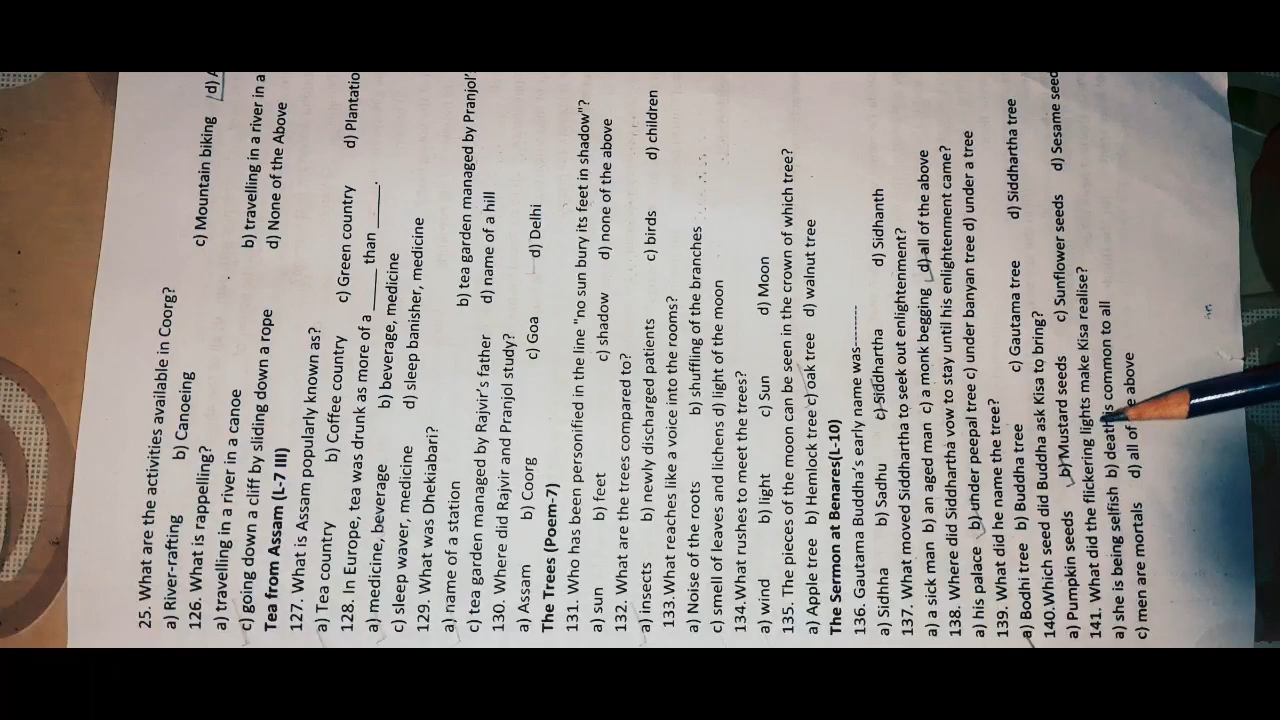 25. What are the activities available in Coorg?
a) River-rafting b) Canoeing c) Mountain biking d) A
126. What is rappelling?
a) travelling in a river in a canoe b) travelling in a river in a
c) going down a cliff by sliding down a rope d) None of the Above
Tea from Assam (L-7 III)
127. What is Assam popularly known as?
a) Tea country b) Coffee country c) Green country d) Plantatio
128. In Europe, tea was drunk as more of a ______ than ______.
a) medicine, beverage b) beverage, medicine
c) sleep waver, medicine d) sleep banisher, medicine
129. What was Dhekiabari?
a) name of a station b) tea garden managed by Pranjol'
c) tea garden managed by Rajvir's father d) name of a hill
130. Where did Rajvir and Pranjol study?
a) Assam b) Coorg c) Goa d) Delhi
The Trees (Poem-7)
131. Who has been personified in the line "no sun bury its feet in shadow"?
a) sun b) feet c) shadow d) none of the above
132. What are the trees compared to?
a) insects b) newly discharged patients c) birds d) children
133.What reaches like a voice into the rooms?
a) Noise of the roots b) shuffling of the branches
c) smell of leaves and lichens d) light of the moon
134.What rushes to meet the trees?
a) wind b) light c) Sun d) Moon
135. The pieces of the moon can be seen in the crown of which tree?
a) Apple tree b) Hemlock tree c) oak tree d) walnut tree
The Sermon at Benares(L-10)
136. Gautama Buddha's early name was---------
a) Sidhha b) Sadhu c) Siddhartha d) Sidhanth
137. What moved Siddhartha to seek out enlightenment?
a) a sick man b) an aged man c) a monk begging d) all of the above
138. Where did Siddhartha vow to stay until his enlightenment came?
a) his palace b) under peepal tree c) under banyan tree d) under a tree
139. What did he name the tree?
a) Bodhi tree b) Buddha tree c) Gautama tree d) Siddhartha tree
140.Which seed did Buddha ask Kisa to bring?
a) Pumpkin seeds b) Mustard seeds c) Sunflower seeds d) Sesame seed
141. What did the flickering lights make Kisa realise?
a) she is being selfish b) death is common to all
c) men are mortals d) all of above